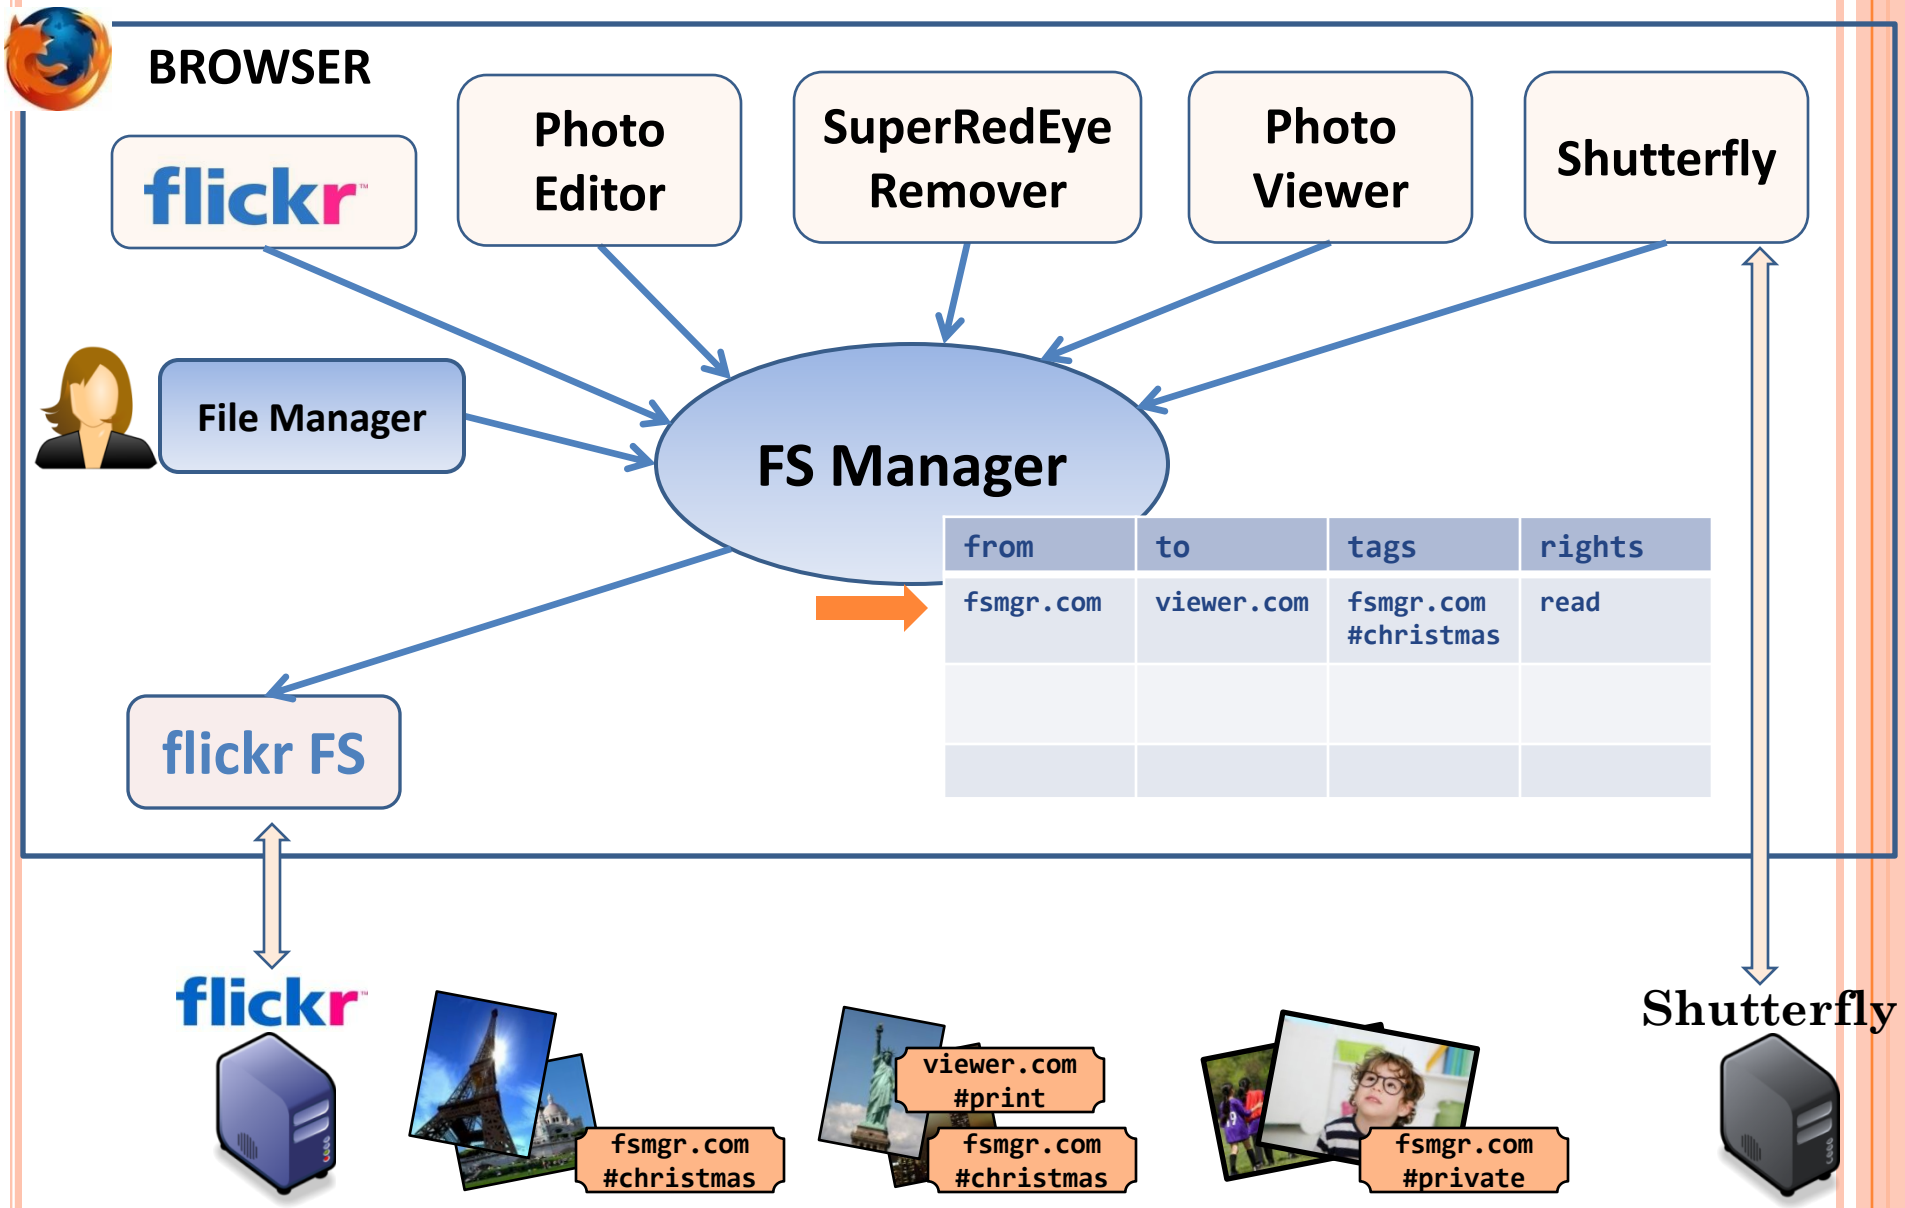 BROWSER
flickr™
Photo
Editor
SuperRedEye
Remover
Photo
Viewer
Shutterfly
File Manager
FS Manager
from to tags rights
fsmgr.com viewer.com fsmgr.com read
#christmas
flickr FS
flickr™
Shutterfly
fsmgr.com
#christmas
viewer.com
#print
fsmgr.com
#christmas
fsmgr.com
#private